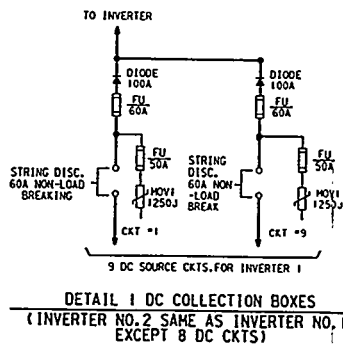 TO INVERTER
DIODE
100A
FU
60A
FU
50A
MOV1
1250J
STRING DISC.
60A NON-LOAD
BREAKING
CKT #1
DIODE
100A
FU
60A
FU
50A
MOV1
1250J
STRING
DISC.
60A NON
-LOAD
BREAK
CKT #9
9 DC SOURCE CKTS.FOR INVERTER 1
DETAIL 1 DC COLLECTION BOXES
(INVERTER NO.2 SAME AS INVERTER NO.1
EXCEPT 8 DC CKTS)